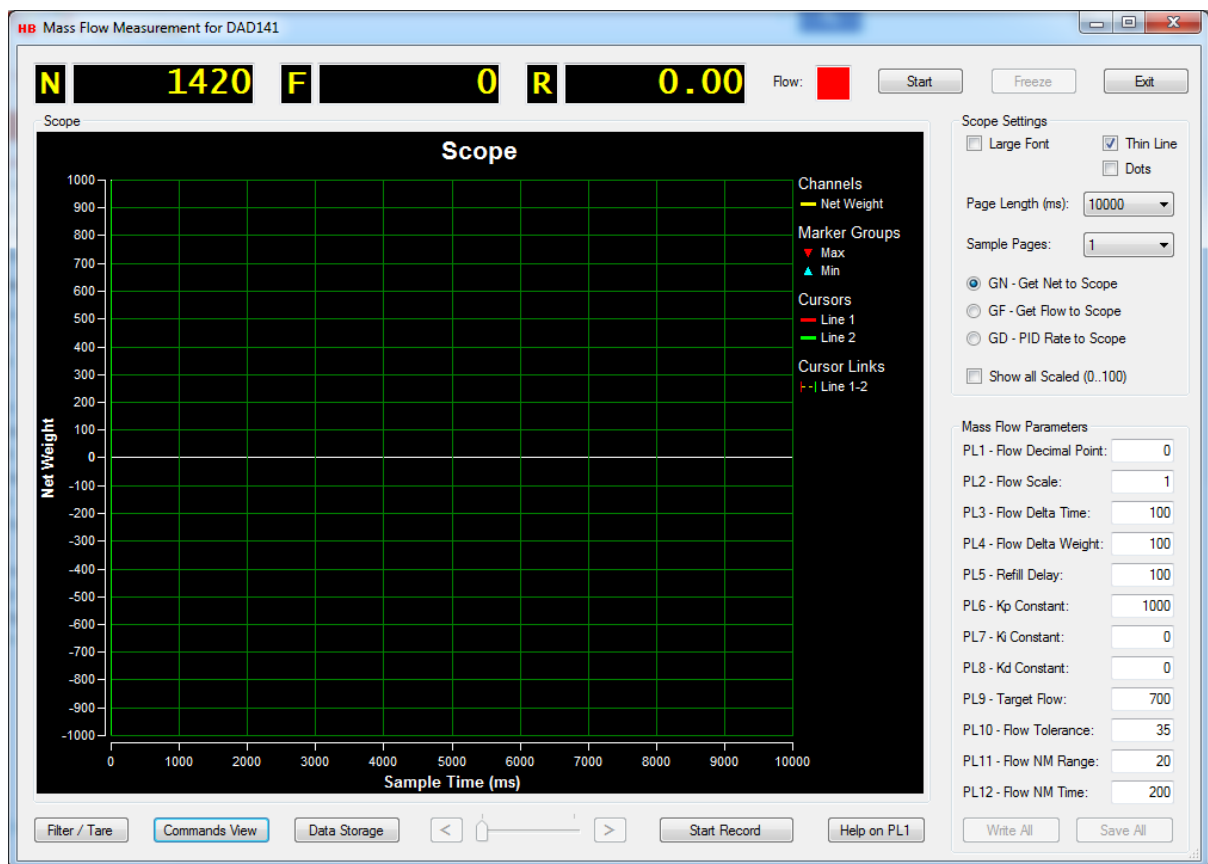 HB Mass Flow Measurement for DAD141
N 1420 F 0 R 0.00 Flow: Start Freeze Exit
Scope
Scope
1000
900
800
700
600
500
400
300
200
100
0
-100
-200
-300
-400
-500
-600
-700
-800
-900
-1000
Net Weight
0 1000 2000 3000 4000 5000 6000 7000 8000 9000 10000
Sample Time (ms)
Channels
Net Weight
Marker Groups
Max
Min
Cursors
Line 1
Line 2
Cursor Links
Line 1-2
Scope Settings
Large Font Thin Line
Dots
Page Length (ms): 10000
Sample Pages: 1
GN - Get Net to Scope
GF - Get Flow to Scope
GD - PID Rate to Scope
Show all Scaled (0..100)
Mass Flow Parameters
PL1 - Flow Decimal Point: 0
PL2 - Flow Scale: 1
PL3 - Flow Delta Time: 100
PL4 - Flow Delta Weight: 100
PL5 - Refill Delay: 100
PL6 - Kp Constant: 1000
PL7 - Ki Constant: 0
PL8 - Kd Constant: 0
PL9 - Target Flow: 700
PL10 - Flow Tolerance: 35
PL11 - Flow NM Range: 20
PL12 - Flow NM Time: 200
Filter / Tare Commands View Data Storage < > Start Record Help on PL1 Write All Save All